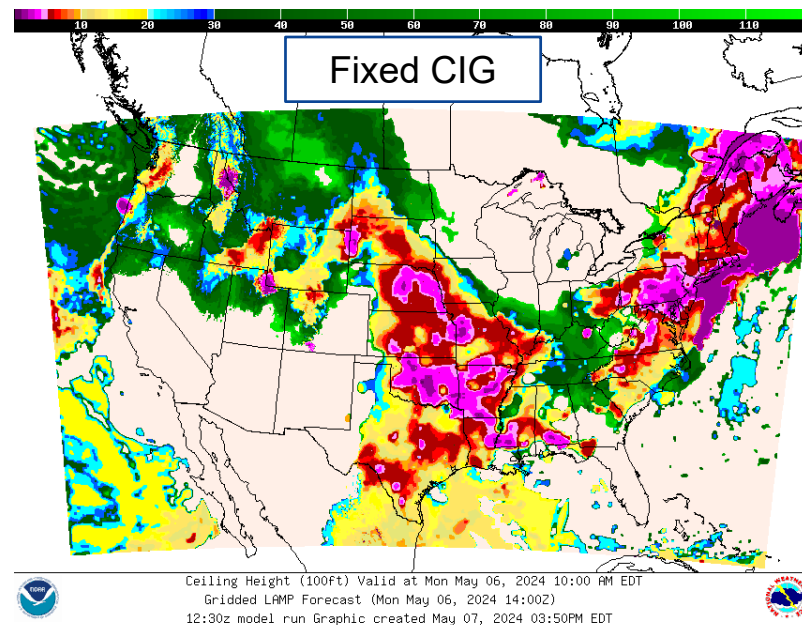 10 20 30 40 50 60 70 80 90 100 110
Fixed CIG
Ceiling Height (100ft) Valid at Mon May 06, 2024 10:00 AM EDT
Gridded LAMP Forecast (Mon May 06, 2024 14:00Z)
12:30z model run Graphic created May 07, 2024 03:50PM EDT
NOAA